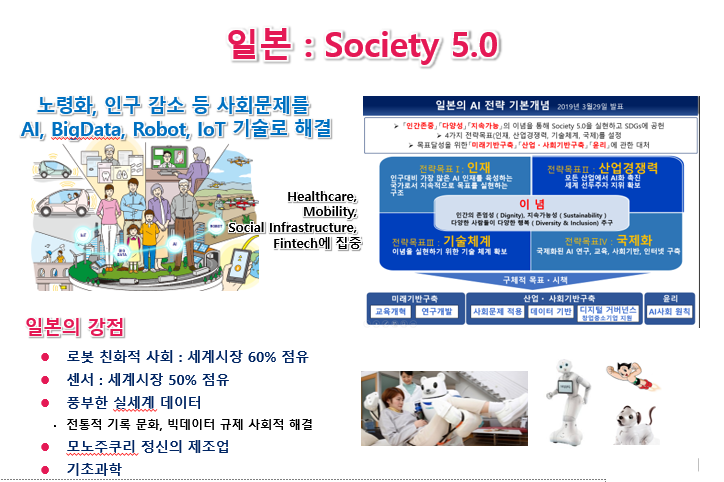 일본 : Society 5.0
노령화, 인구 감소 등 사회문제를
AI, BigData, Robot, IoT 기술로 해결
IoT
BIG DATA
AI
ROBOT
Healthcare,
Mobility,
Social Infrastructure,
Fintech에 집중
일본의 강점
● 로봇 친화적 사회 : 세계시장 60% 점유
● 센서 : 세계시장 50% 점유
● 풍부한 실세계 데이터
· 전통적 기록 문화, 빅데이터 규제 사회적 해결
● 모노주쿠리 정신의 제조업
● 기초과학
일본의 AI 전략 기본개념 2019년 3월29일 발표
➢ 「인간존중」「다양성」「지속가능」의 이념을 통해 Society 5.0을 실현하고 SDGs에 공헌
➢ 4가지 전략목표(인재, 산업경쟁력, 기술체계, 국제)를 설정
➢ 목표달성을 위한「미래기반구축」「산업・사회기반구축」「윤리」에 관한 대처
전략목표Ⅰ: 인재
인구대비 가장 많은 AI 인재를 육성하는
국가로서 지속적으로 목표를 실현하는
구조
전략목표Ⅱ : 산업경쟁력
모든 산업에서 AI화 촉진
세계 선두주자 지위 확보
이 념
인간의 존엄성 ( Dignity), 지속가능성 ( Sustainability )
다양한 사람들이 다양한 행복 ( Diversity & Inclusion) 추구
전략목표Ⅲ : 기술체계
이념을 실현하기 위한 기술 체계 확보
전략목표Ⅳ : 국제화
국제화된 AI 연구, 교육, 사회기반, 인터넷 구축
구체적 목표・시책
미래기반구축
교육개혁 연구개발
산업・ 사회기반구축
사회문제 적용 데이터 기반 디지털 거버넌스
창업중소기업 지원
윤리
AI사회 원칙